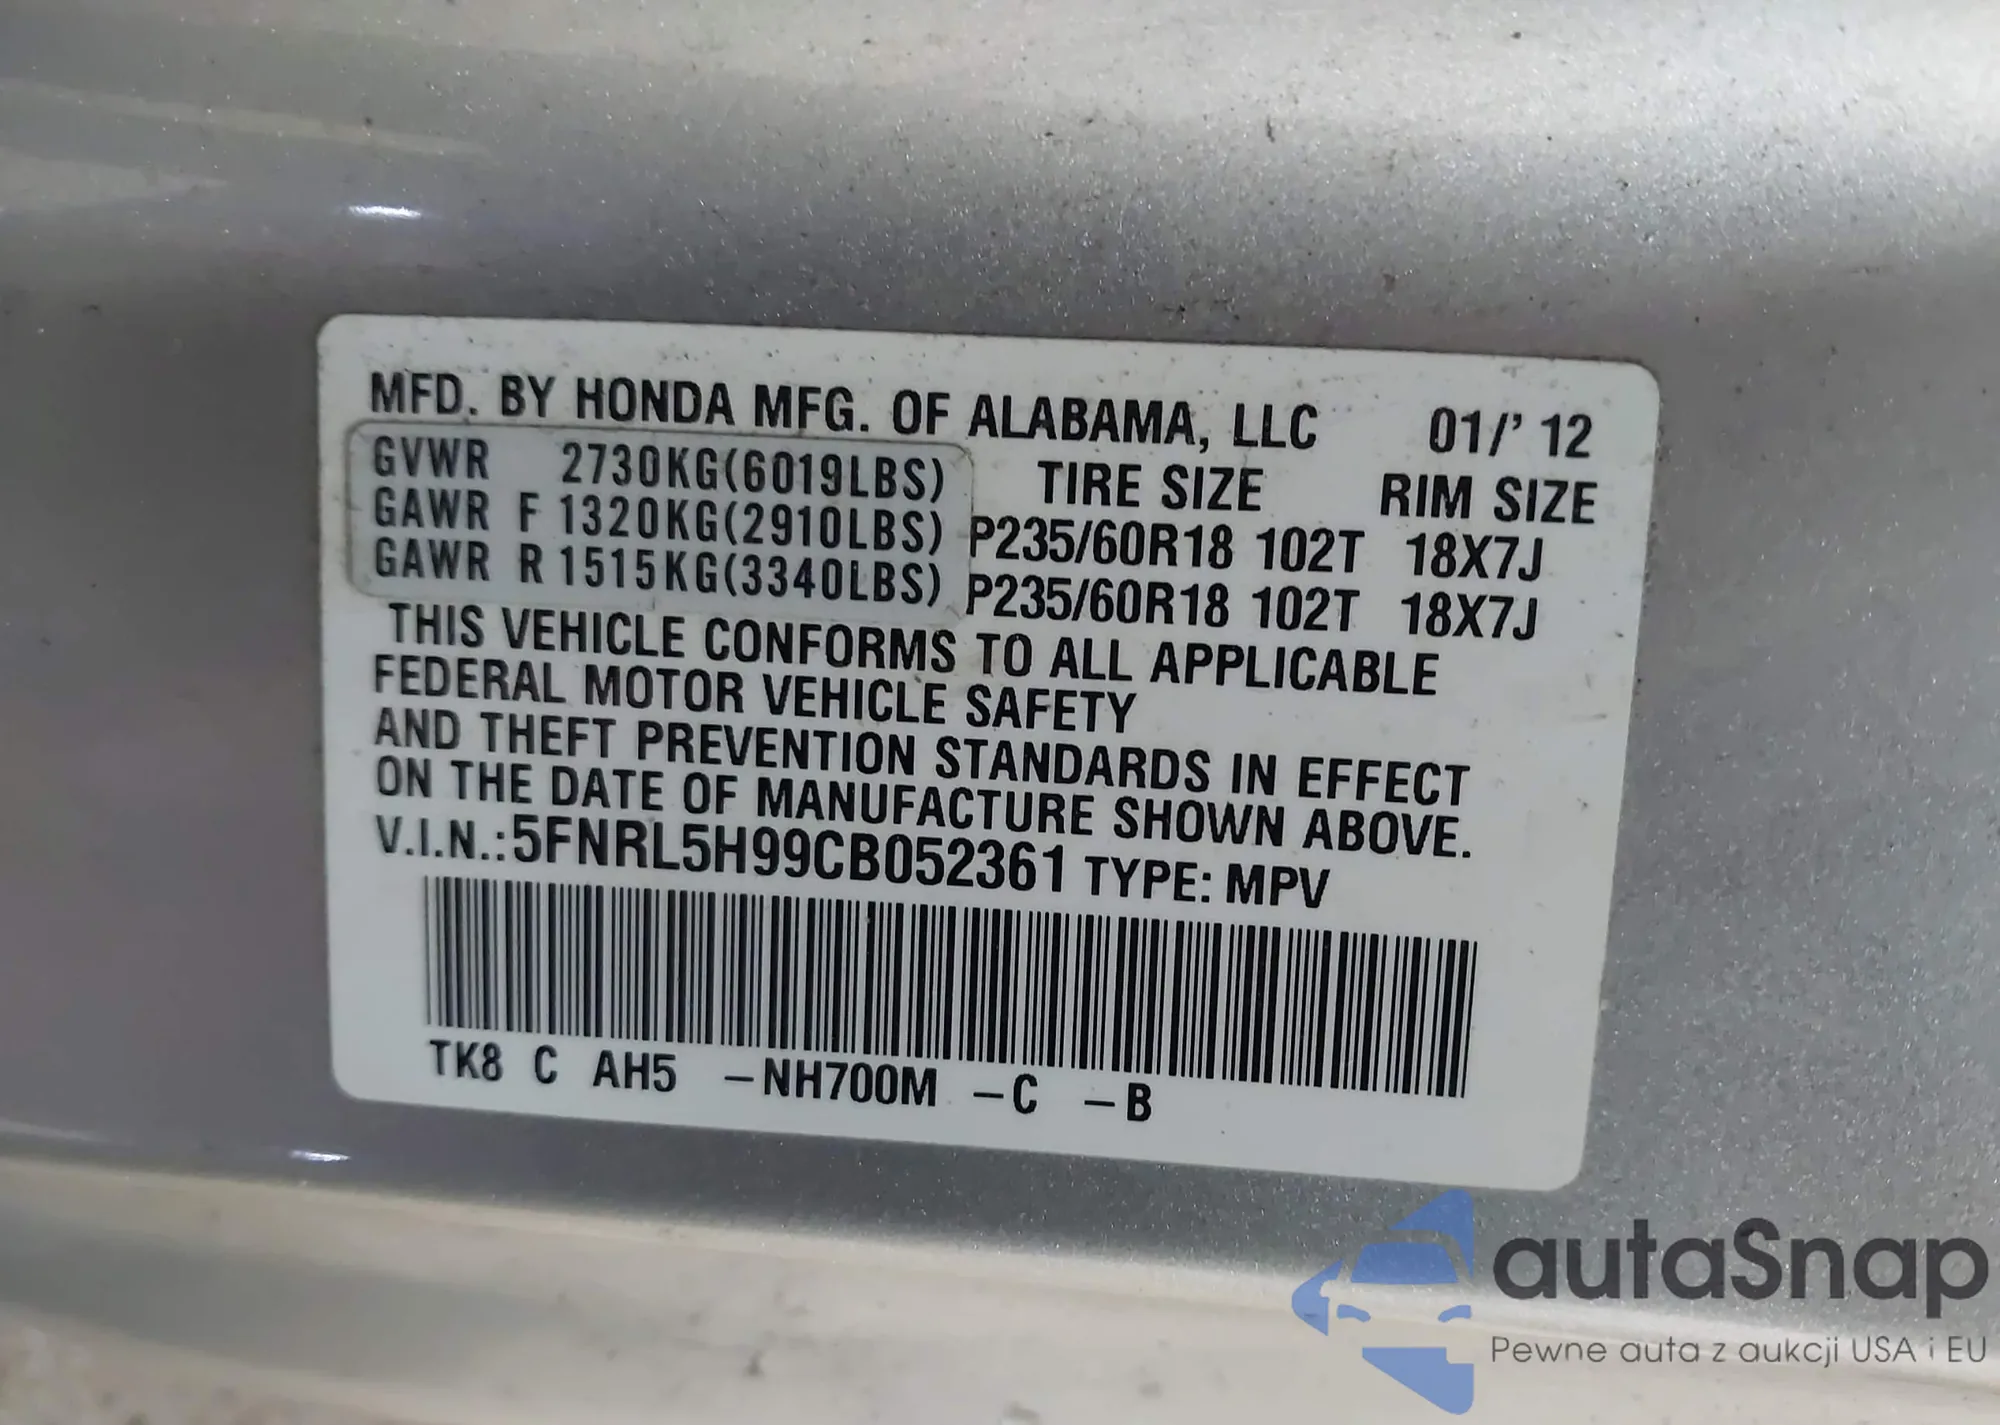 MFD. BY HONDA MFG. OF ALABAMA, LLC 01/' 12
GVWR 2730KG(6019LBS) TIRE SIZE RIM SIZE
GAWR F 1320KG(2910LBS) P235/60R18 102T 18X7J
GAWR R 1515KG(3340LBS) P235/60R18 102T 18X7J
THIS VEHICLE CONFORMS TO ALL APPLICABLE
FEDERAL MOTOR VEHICLE SAFETY
AND THEFT PREVENTION STANDARDS IN EFFECT
ON THE DATE OF MANUFACTURE SHOWN ABOVE.
V.I.N.:5FNRL5H99CB052361 TYPE: MPV
TK8 C AH5 –NH700M –C –B
autaSnap
Pewne auta z aukcji USA i EU